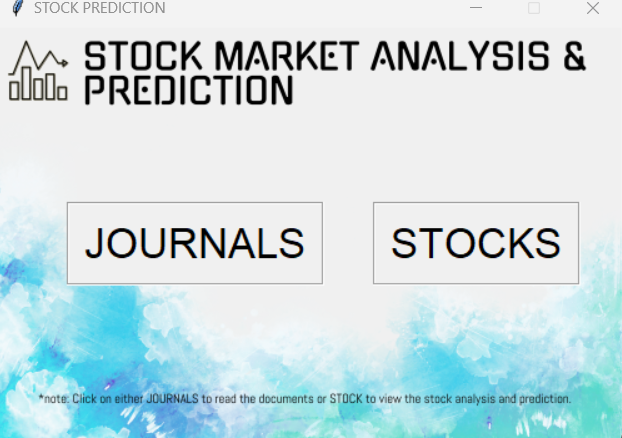 STOCK PREDICTION
STOCK MARKET ANALYSIS &
PREDICTION
JOURNALS
STOCKS
*note: Click on either JOURNALS to read the documents or STOCK to view the stock analysis and prediction.